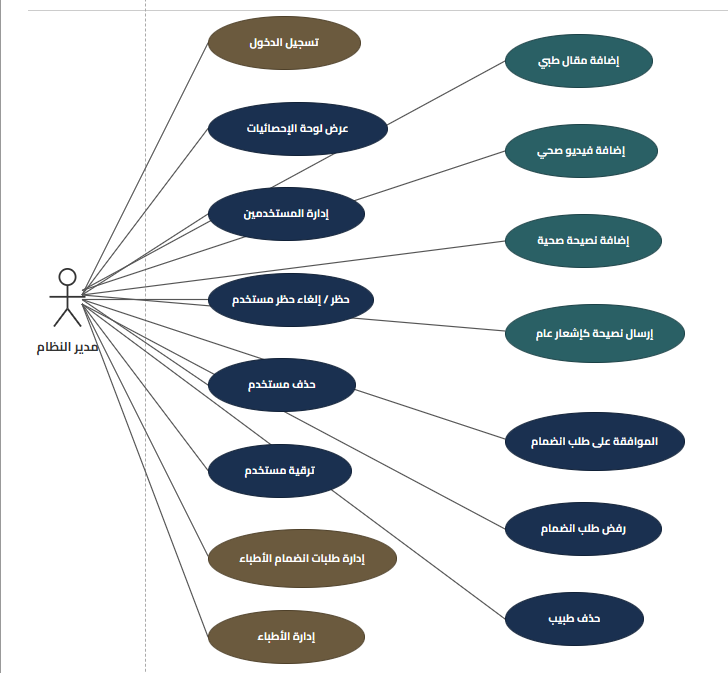 تسجيل الدخول
عرض لوحة الإحصائيات
إدارة المستخدمين
حظر / إلغاء حظر مستخدم
حذف مستخدم
ترقية مستخدم
إدارة طلبات انضمام الأطباء
إدارة الأطباء
إضافة مقال طبي
إضافة فيديو صحي
إضافة نصيحة صحية
إرسال نصيحة كإشعار عام
الموافقة على طلب انضمام
رفض طلب انضمام
حذف طبيب
مدير النظام